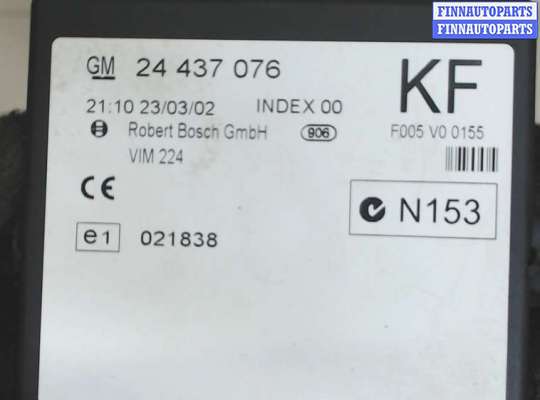 FINNAUTOPARTS
FINNAUTOPARTS
GM 24 437 076 KF
21:10 23/03/02 INDEX 00
Robert Bosch GmbH 906 F005 V0 0155
VIM 224
CE
N153
e1 021838